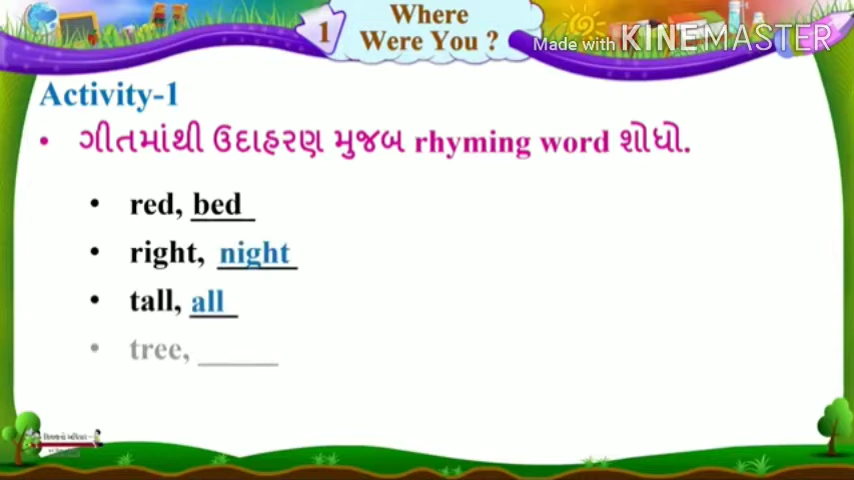 1
Where
Were You ?
Made with KINEMASTER
Activity-1
• ગીતમાંથી ઉદાહરણ મુજબ rhyming word શોધો.
• red, bed
• right, night
• tall, all
• tree, _____